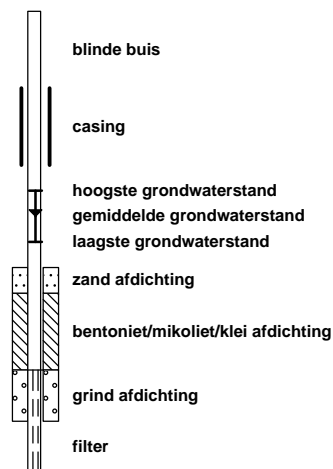 blinde buis
casing
hoogste grondwaterstand
gemiddelde grondwaterstand
laagste grondwaterstand
zand afdichting
bentoniet/mikoliet/klei afdichting
grind afdichting
filter